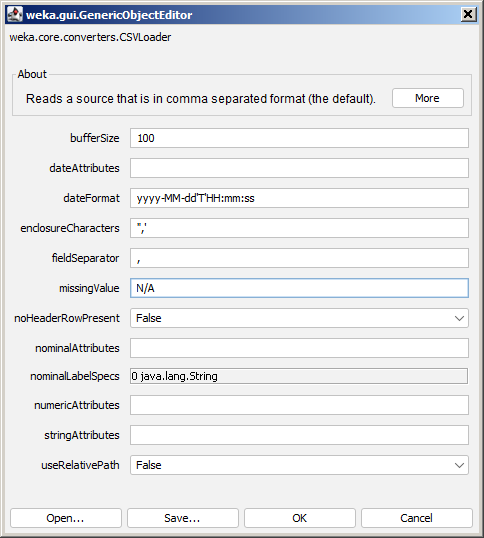 weka.gui.GenericObjectEditor
weka.core.converters.CSVLoader
About
Reads a source that is in comma separated format (the default). More
bufferSize 100
dateAttributes
dateFormat yyyy-MM-dd'T'HH:mm:ss
enclosureCharacters ",'
fieldSeparator ,
missingValue N/A
noHeaderRowPresent False
nominalAttributes
nominalLabelSpecs 0 java.lang.String
numericAttributes
stringAttributes
useRelativePath False
Open... Save... OK Cancel